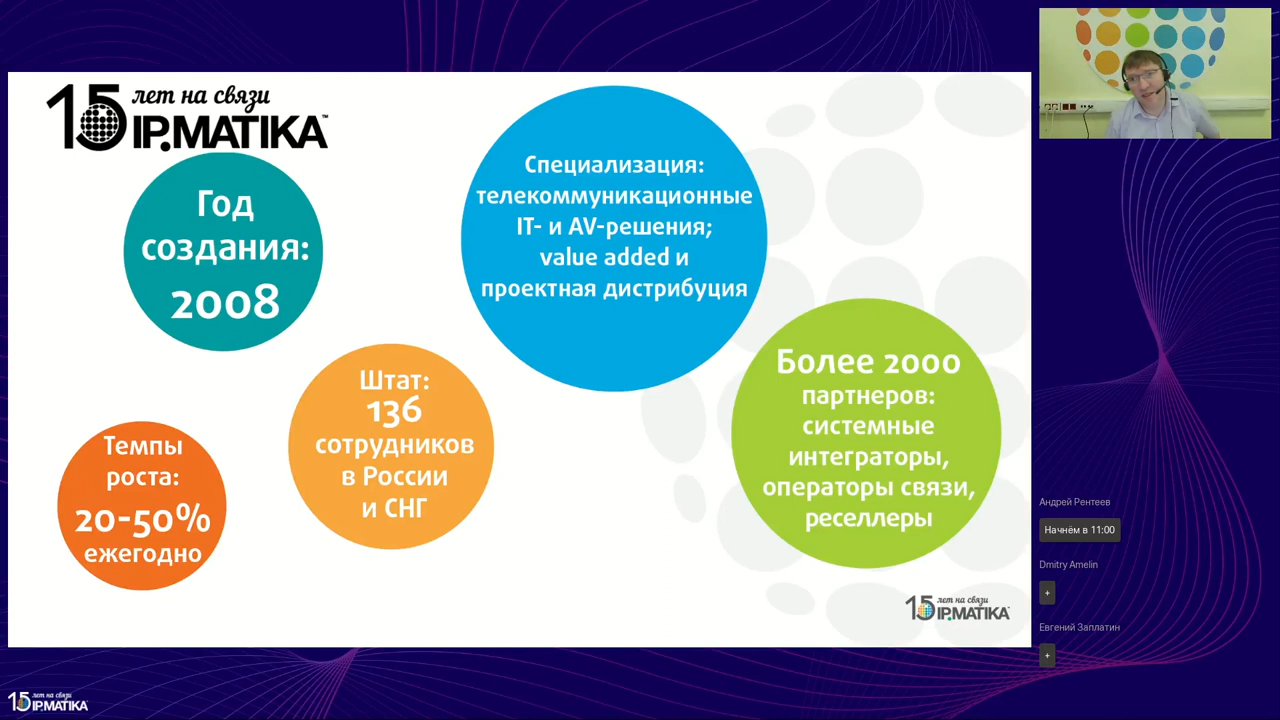 15 лет на связи
IP.MATIKA™
Год
создания:
2008
Специализация:
телекоммуникационные
IT- и AV-решения;
value added и
проектная дистрибуция
Штат:
136
сотрудников
в России
и СНГ
Более 2000
партнеров:
системные
интеграторы,
операторы связи,
реселлеры
Темпы
роста:
20-50%
ежегодно
15 лет на связи
IP.MATIKA
Андрей Рентеев
Начнём в 11:00
Dmitry Amelin
+
Евгений Заплатин
+
15 лет на связи
IP.MATIKA